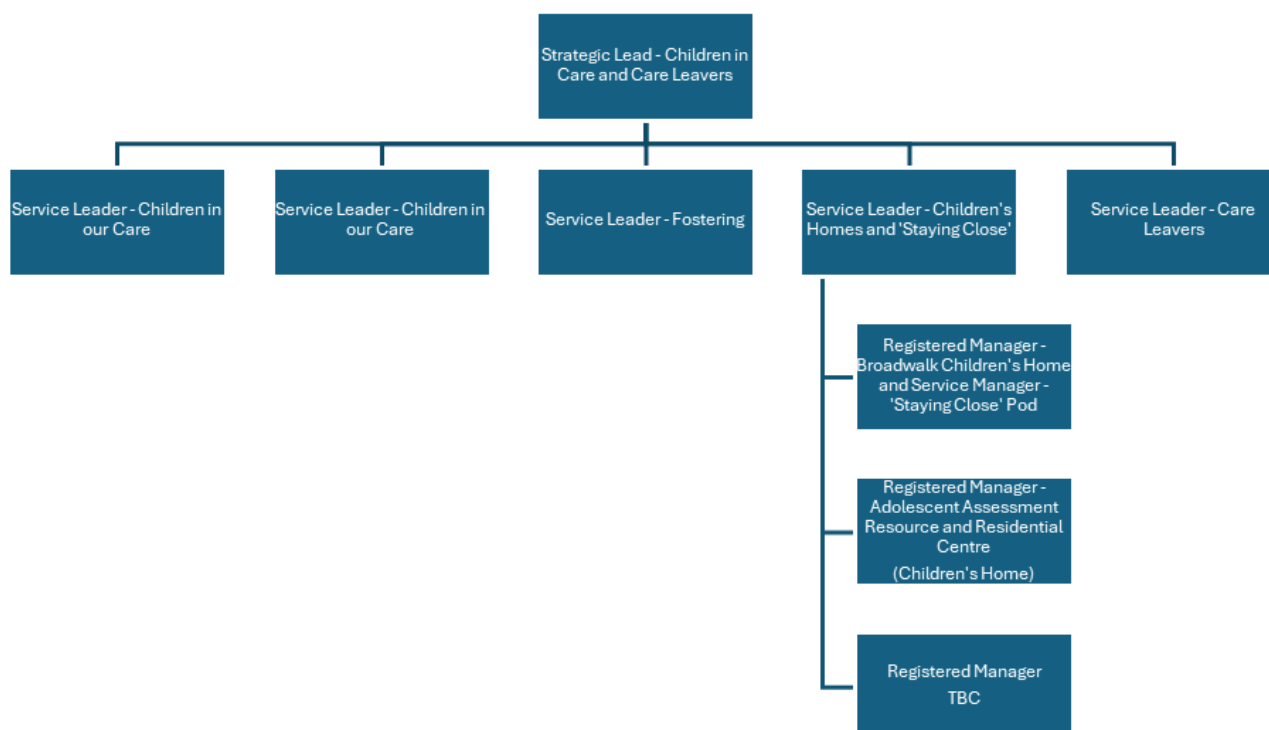 Strategic Lead - Children in
Care and Care Leavers
Service Leader - Children in
our Care
Service Leader - Children in
our Care
Service Leader - Fostering
Service Leader - Children's
Homes and 'Staying Close'
Service Leader - Care
Leavers
Registered Manager -
Broadwalk Children's Home
and Service Manager -
'Staying Close' Pod
Registered Manager -
Adolescent Assessment
Resource and Residential
Centre
(Children's Home)
Registered Manager
TBC